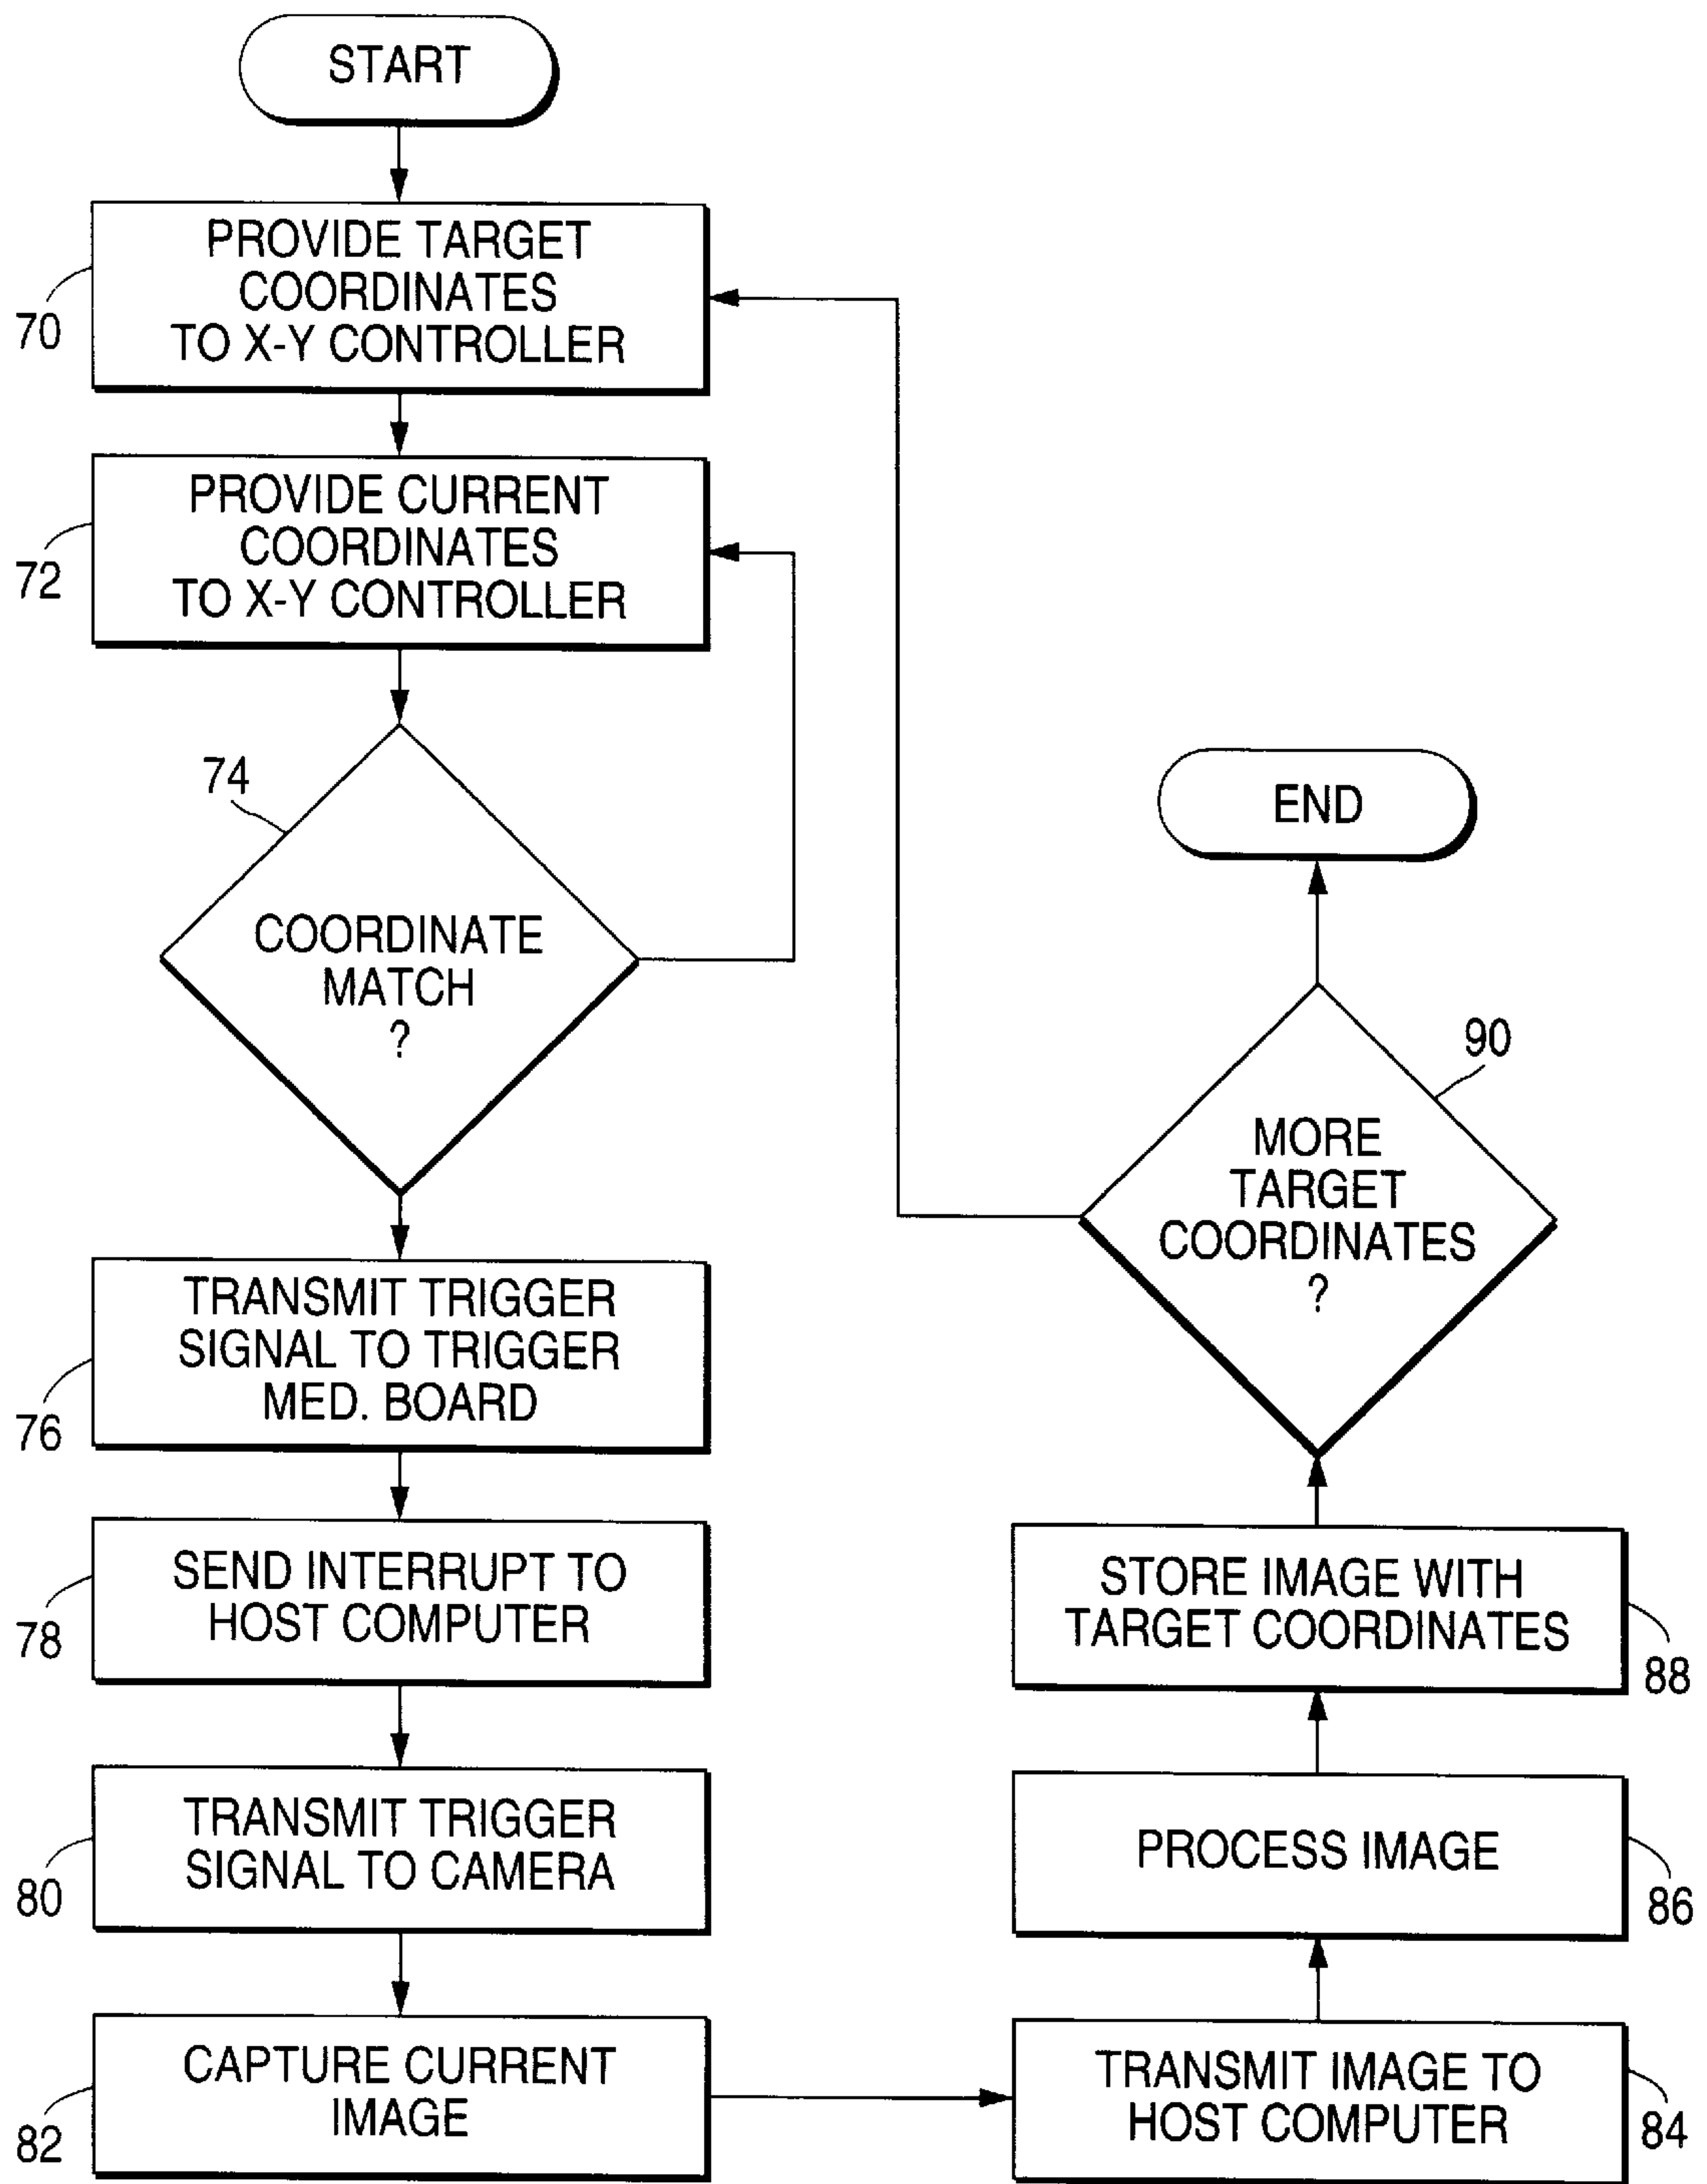 START
PROVIDE TARGET
COORDINATES
TO X-Y CONTROLLER
70
PROVIDE CURRENT
COORDINATES
TO X-Y CONTROLLER
72
74
COORDINATE
MATCH
?
TRANSMIT TRIGGER
SIGNAL TO TRIGGER
MED. BOARD
76
SEND INTERRUPT TO
HOST COMPUTER
78
TRANSMIT TRIGGER
SIGNAL TO CAMERA
80
CAPTURE CURRENT
IMAGE
82
TRANSMIT IMAGE TO
HOST COMPUTER
84
PROCESS IMAGE
86
STORE IMAGE WITH
TARGET COORDINATES
88
90
MORE
TARGET
COORDINATES
?
END